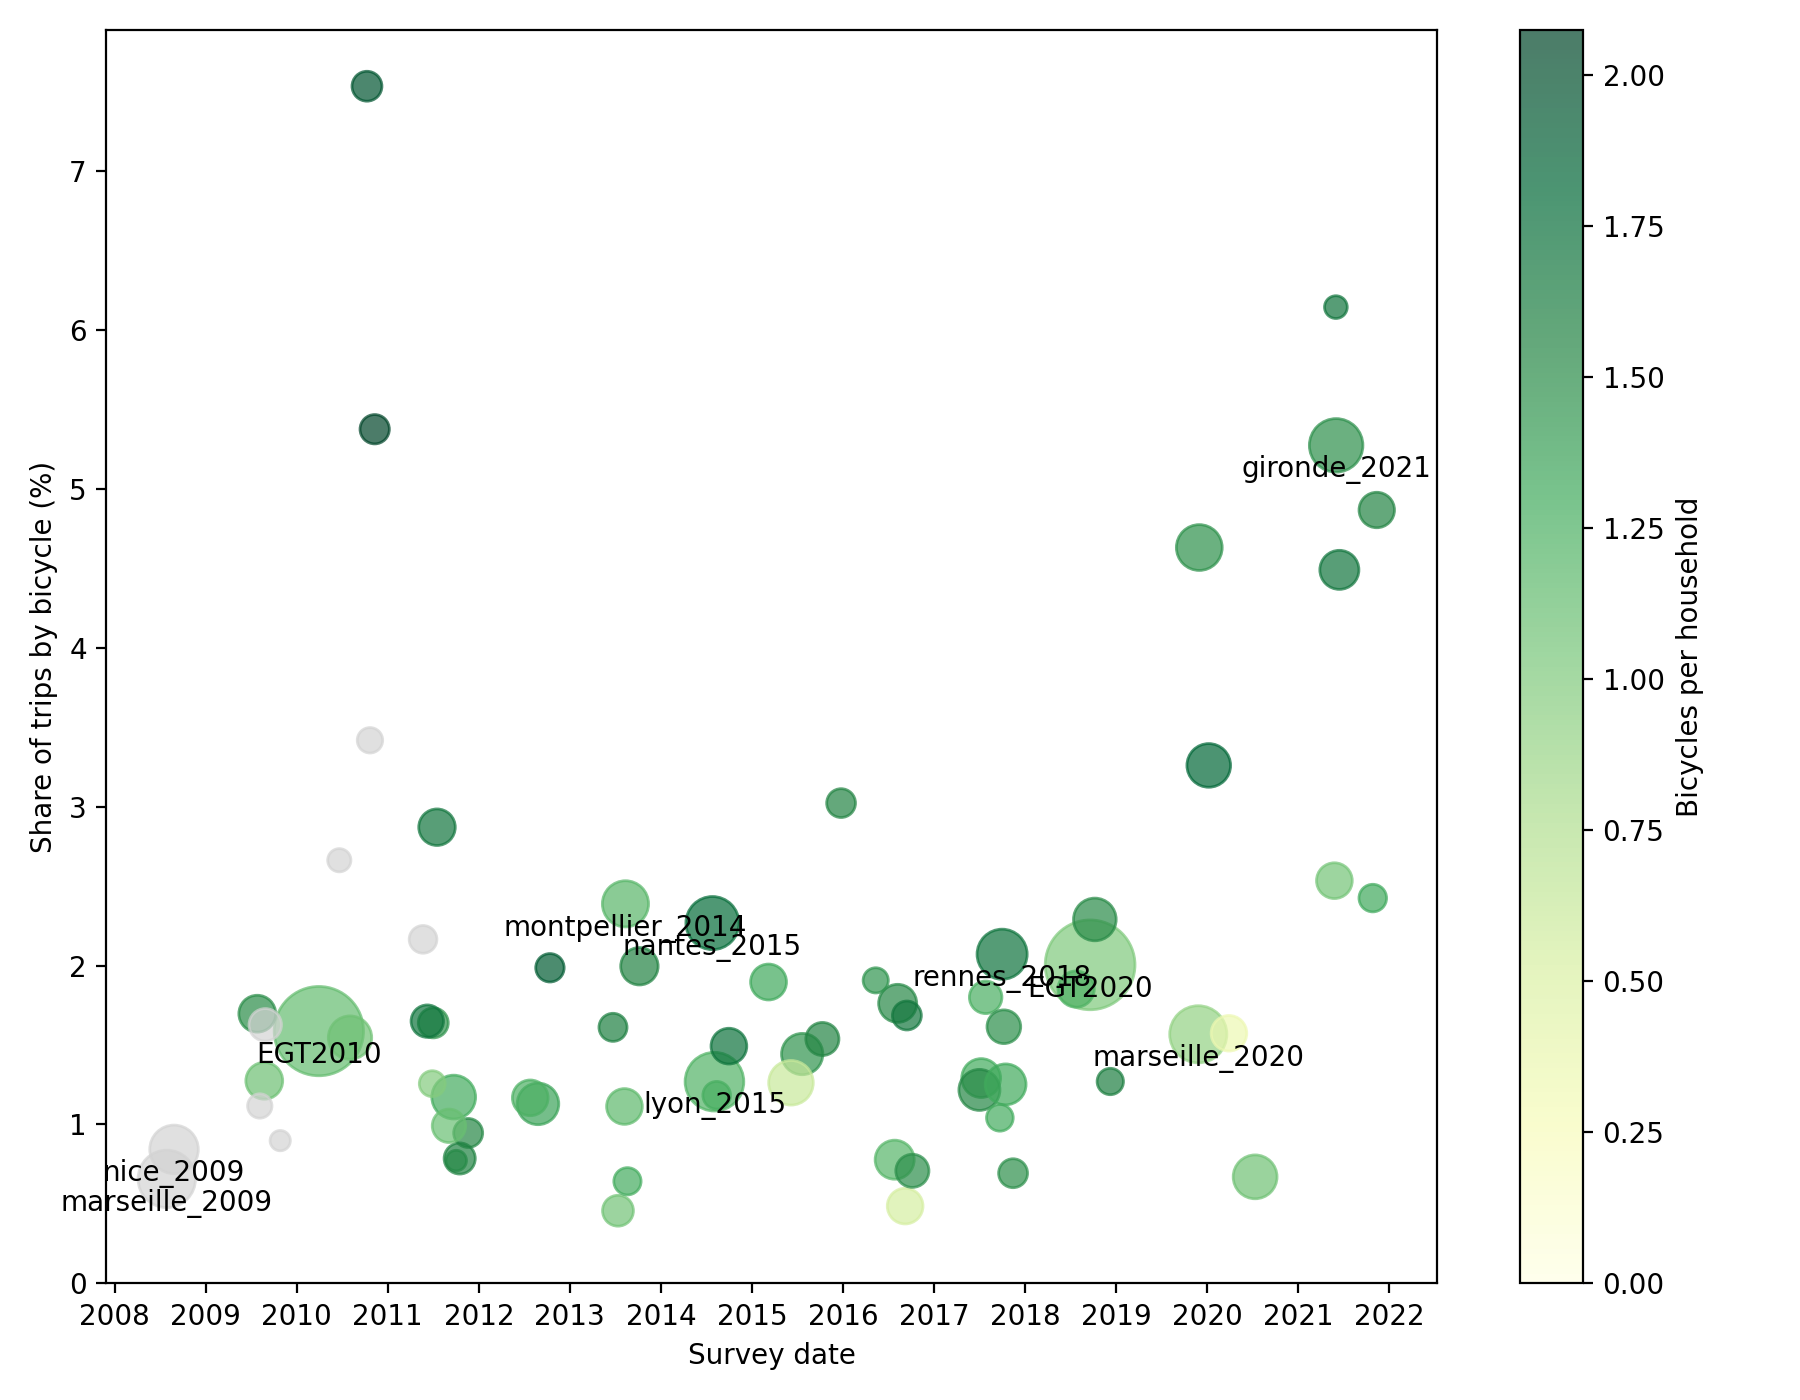 7
6
5
4
3
2
1
0
2008 2009 2010 2011 2012 2013 2014 2015 2016 2017 2018 2019 2020 2021 2022
Survey date
Share of trips by bicycle (%)
gironde_2021
montpellier_2014
nantes_2015
rennes_2018
EGT2020
EGT2010
marseille_2020
lyon_2015
nice_2009
marseille_2009
2.00
1.75
1.50
1.25
1.00
0.75
0.50
0.25
0.00
Bicycles per household